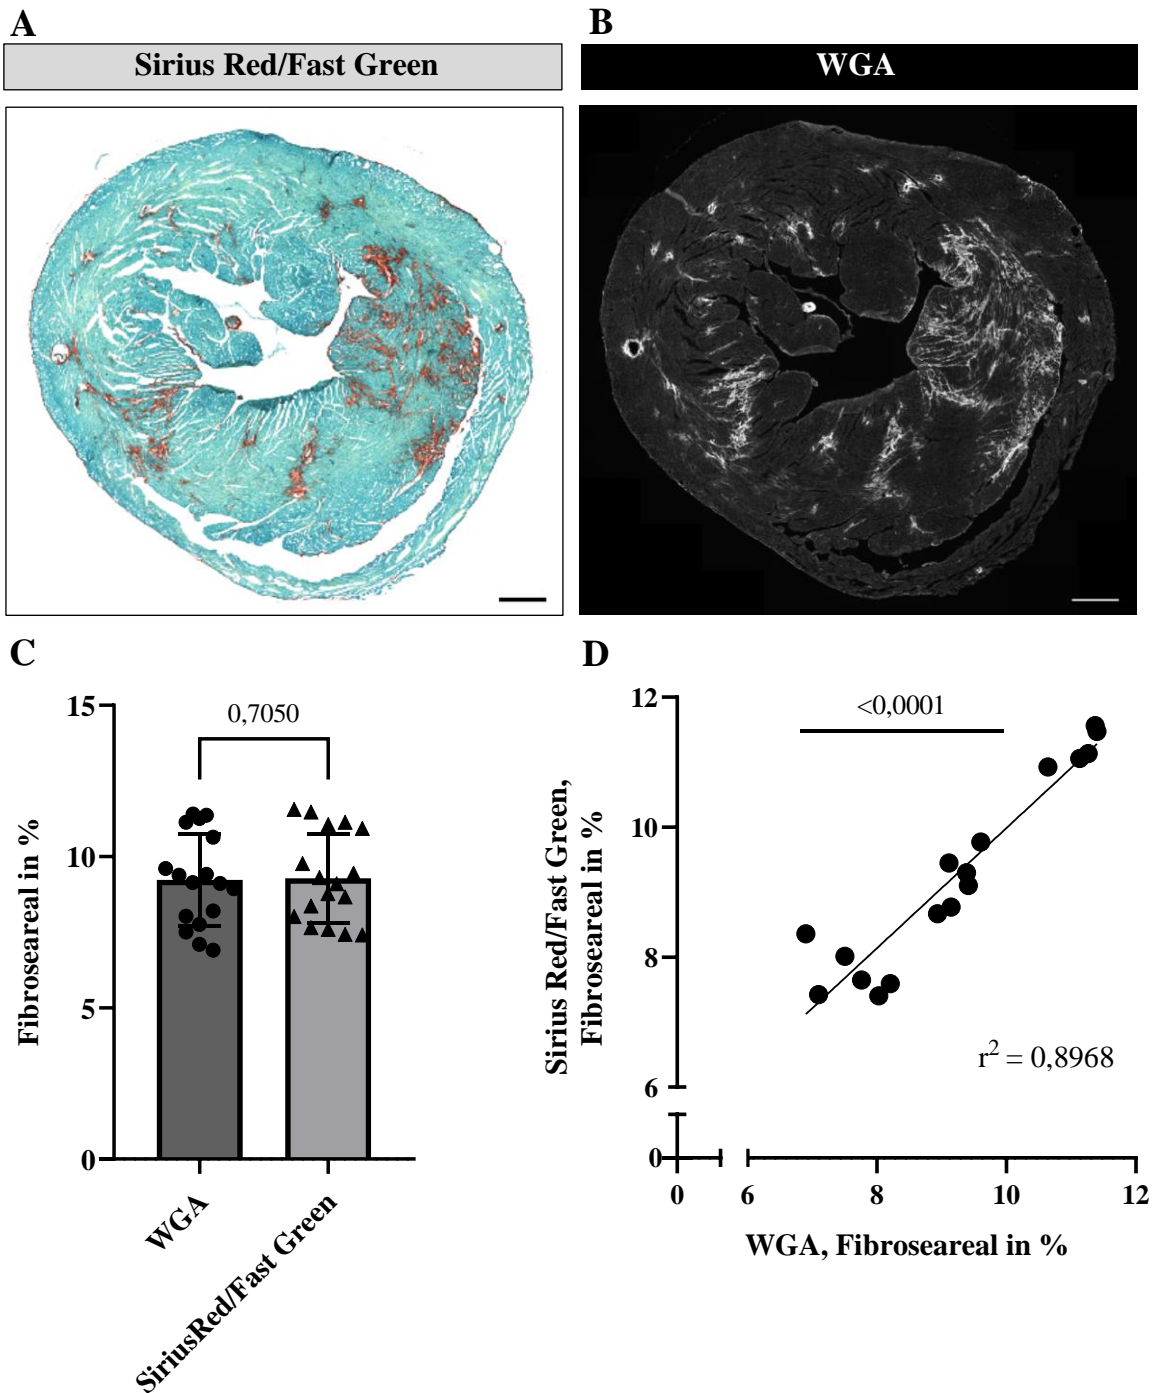 A
B
Sirius Red/Fast Green
WGA
C
D
Fibroseareal in %
15
10
5
0
0,7050
WGA
SiriusRed/Fast Green
Sirius Red/Fast Green,
Fibroseareal in %
12
10
8
6
0
<0,0001
r² = 0,8968
0
6
8
10
12
WGA, Fibroseareal in %